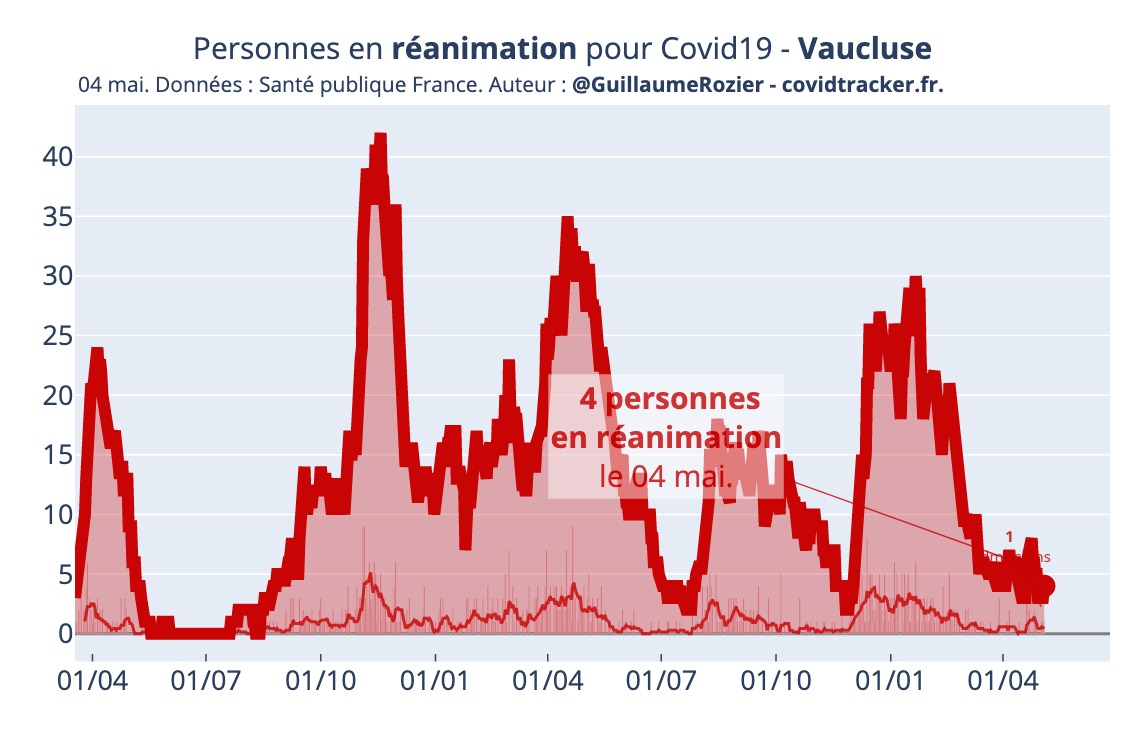 Personnes en réanimation pour Covid19 - Vaucluse
04 mai. Données : Santé publique France. Auteur : @GuillaumeRozier - covidtracker.fr.
40
35
30
25
20
15
10
5
0
4 personnes
en réanimation
le 04 mai.
1
01/04 01/07 01/10 01/01 01/04 01/07 01/10 01/01 01/04